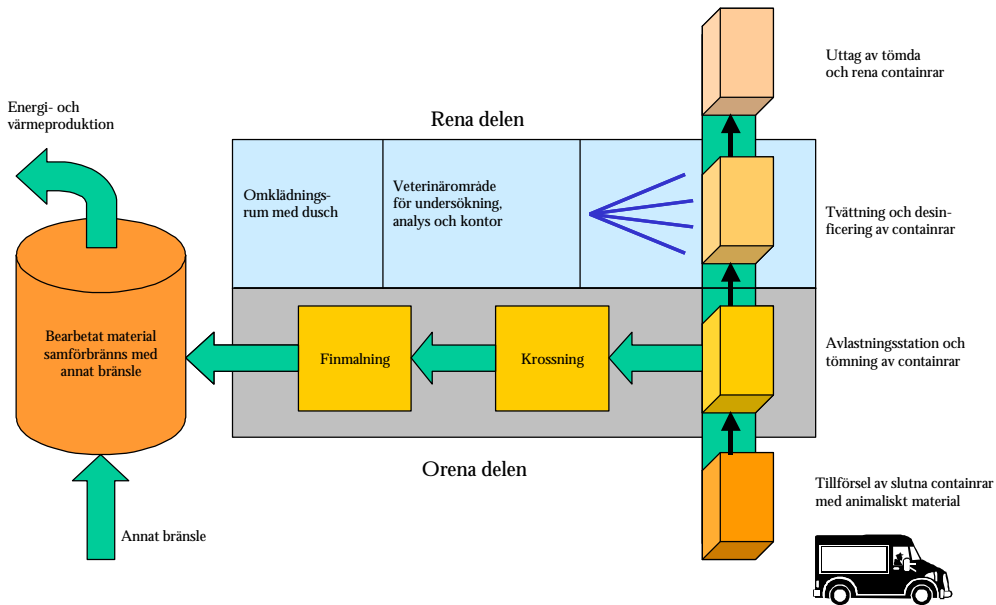 Uttag av tömda
och rena containrar
Energi- och
värmeproduktion
Rena delen
Omklädnings-
rum med dusch
Veterinärområde
för undersökning,
analys och kontor
Tvättning och desin-
ficering av containrar
Bearbetat material
samförbränns med
annat bränsle
Finmalning
Krossning
Avlastningsstation och
tömning av containrar
Orena delen
Tillförsel av slutna containrar
med animaliskt material
Annat bränsle